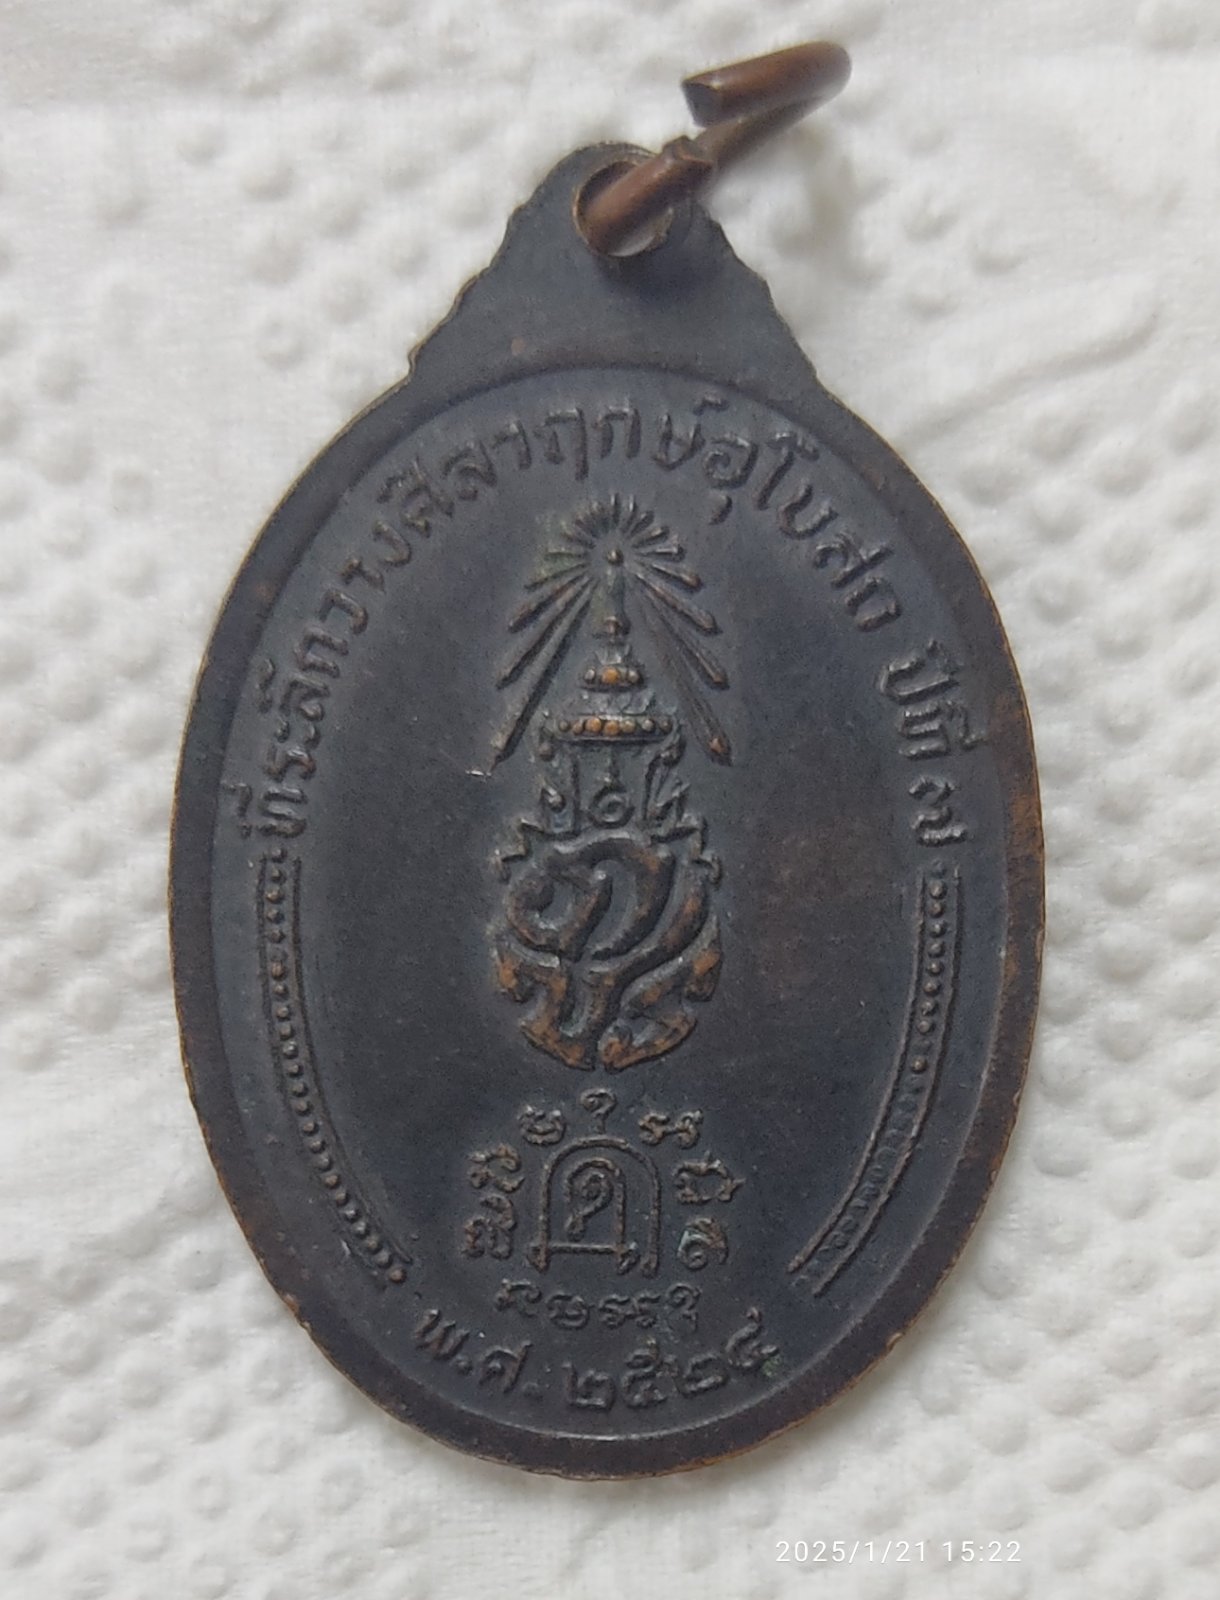 ที่ระลึกวางศิลาฤกษ์อุโบสถ ปีที่ ๗
พ.ศ. ๒๕๒๔
2025/1/21 15:22